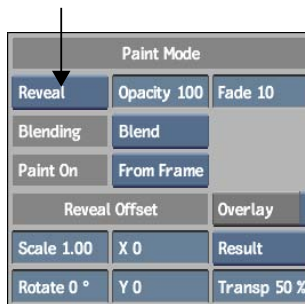 Paint Mode
Reveal Opacity 100 Fade 10
Blending Blend
Paint On From Frame
Reveal Offset Overlay
Scale 1.00 X 0 Result
Rotate 0 ° Y 0 Transp 50 %